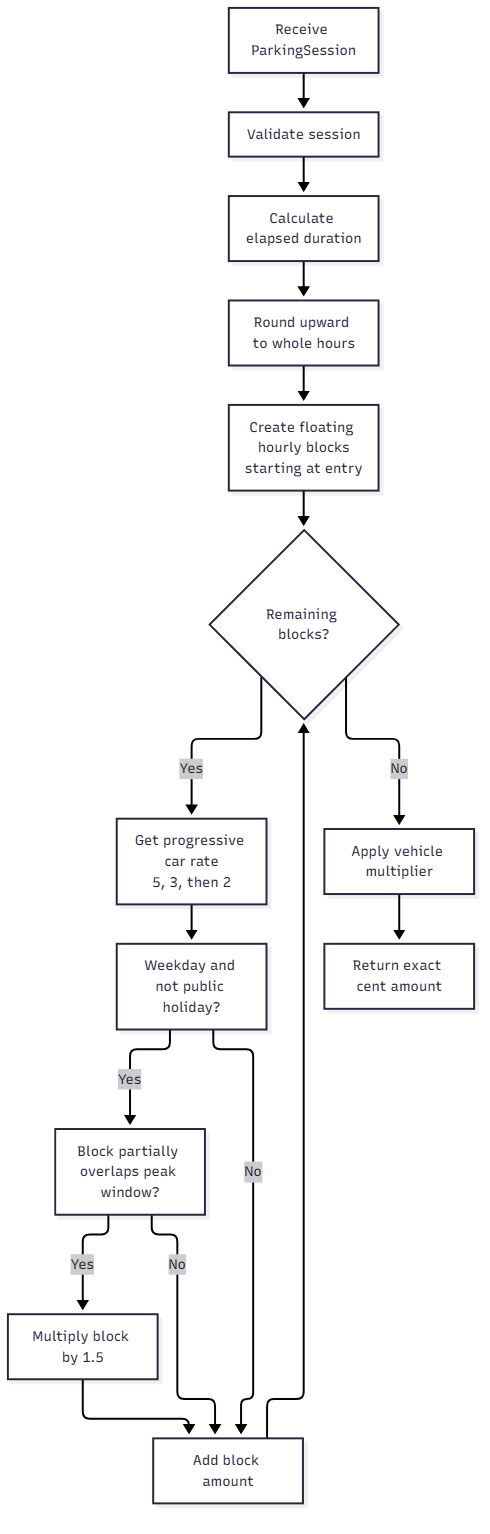 Receive
ParkingSession
Validate session
Calculate
elapsed duration
Round upward
to whole hours
Create floating
hourly blocks
starting at entry
Remaining
blocks?
Yes
No
Get progressive
car rate
5, 3, then 2
Apply vehicle
multiplier
Weekday and
not public
holiday?
Return exact
cent amount
Yes
Block partially
overlaps peak
window?
No
Yes
No
Multiply block
by 1.5
Add block
amount